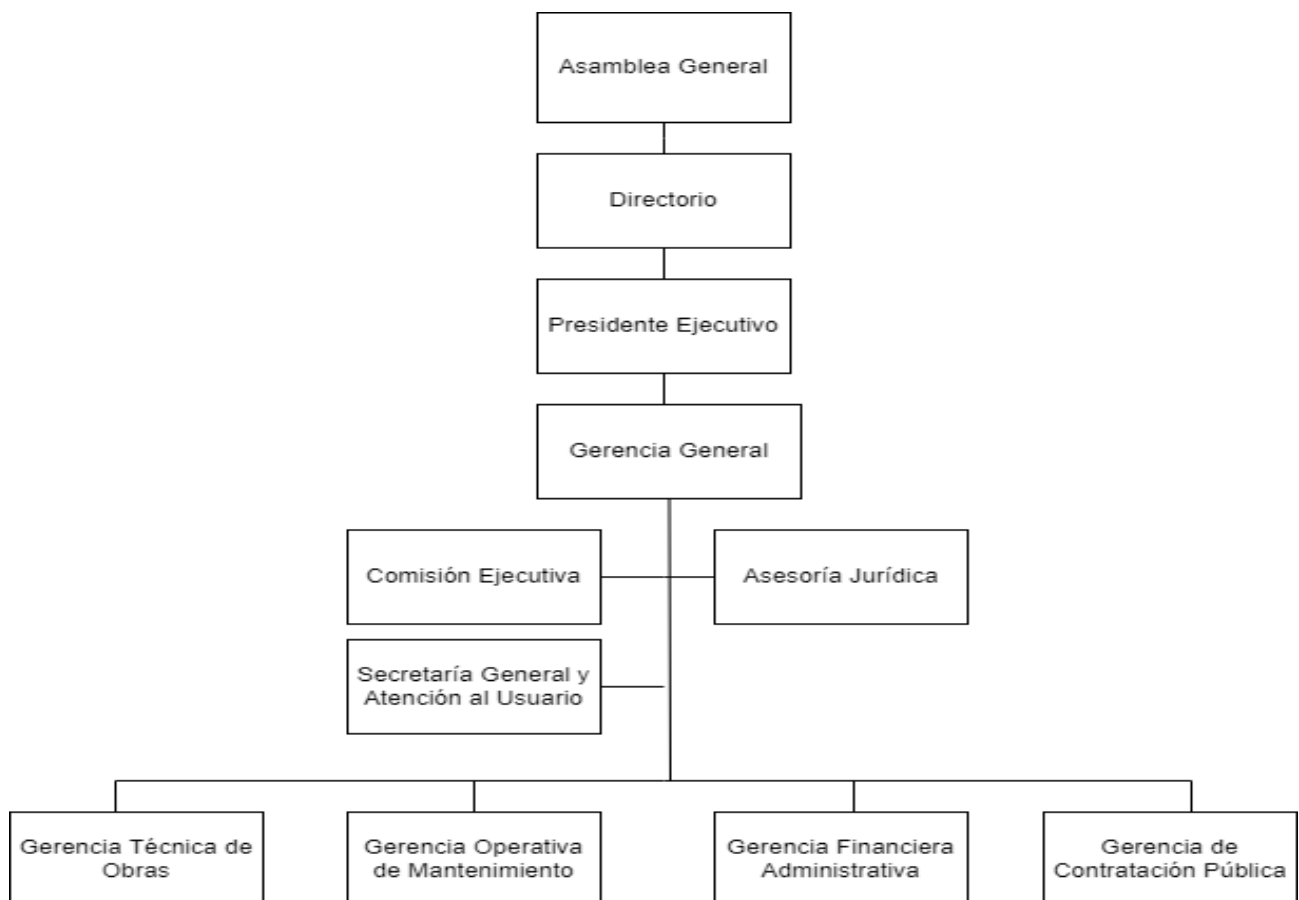 Asamblea General
Directorio
Presidente Ejecutivo
Gerencia General
Comisión Ejecutiva
Asesoría Jurídica
Secretaría General y
Atención al Usuario
Gerencia Técnica de
Obras
Gerencia Operativa
de Mantenimiento
Gerencia Financiera
Administrativa
Gerencia de
Contratación Pública